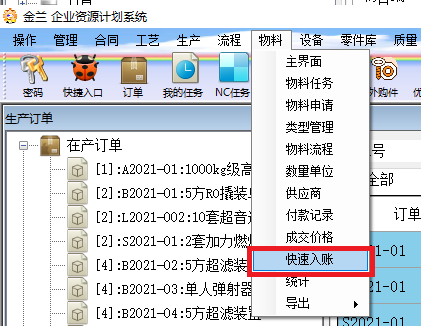 金兰 企业资源计划系统
操作 管理 合同 工艺 生产 流程 物料 设备 零件库 质量
密码 快捷入口 订单 我的任务 NC任务 外购件
生产订单
在产订单
[1]:A2021-01:1000kg级高
[2]:B2021-01:5方RO撬装
[2]:L2021-002:10套超音
[2]:S2021-01:2套加力燃
[4]:B2021-02:5方超滤装
[4]:B2021-03:单人弹射器
[4]:B2021-04:5方超滤装置
主界面
物料任务
物料申请
类型管理
物料流程
数量单位
供应商
付款记录
成交价格
快速入账
统计
导出
号
全部
订单
2021-01
-01
S2021-01